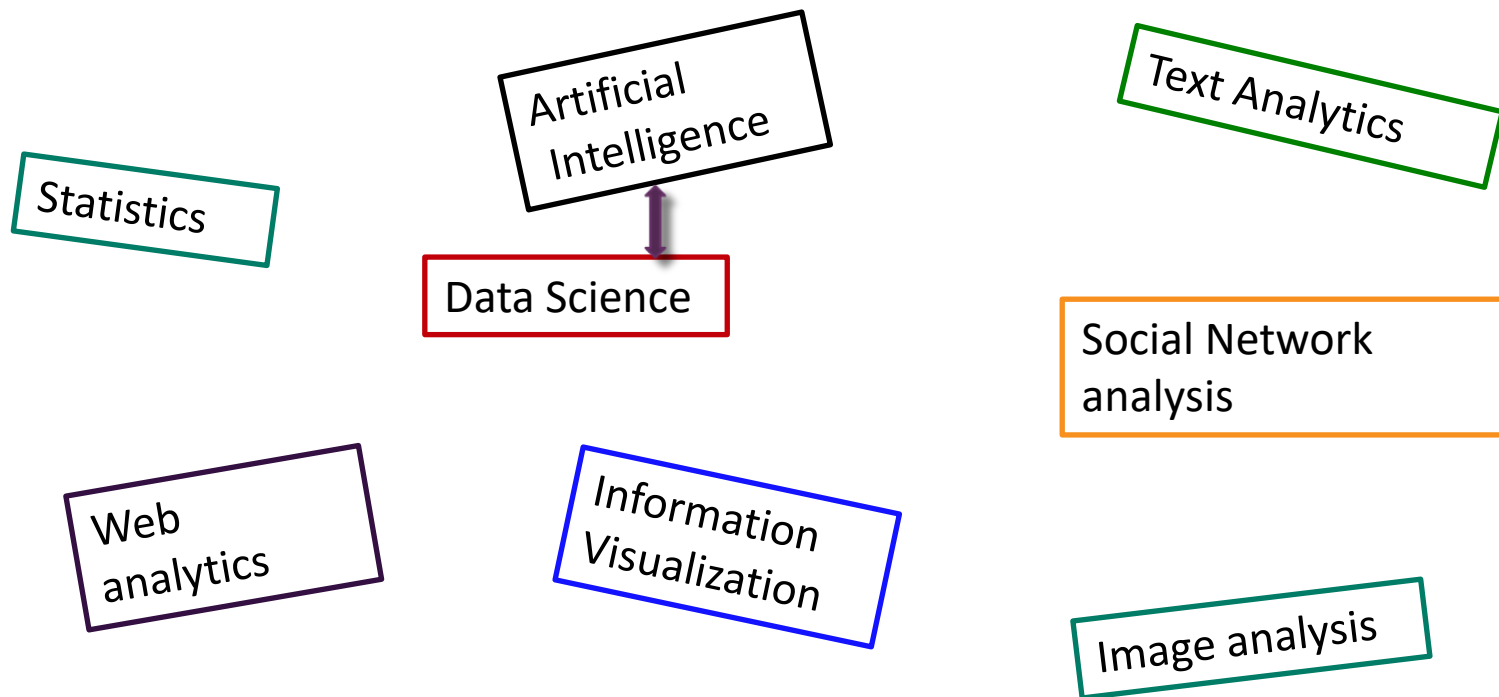 Artificial
Intelligence
Text Analytics
Statistics
Data Science
Social Network
analysis
Web
analytics
Information
Visualization
Image analysis